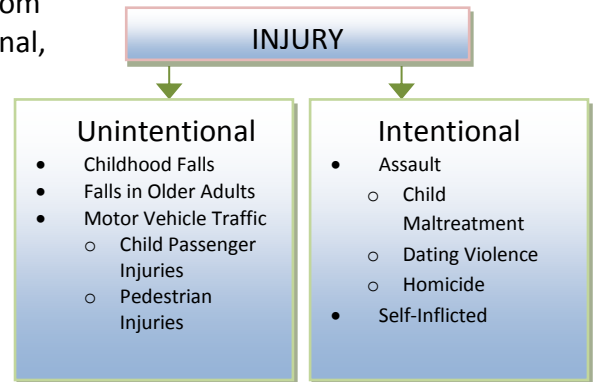 om
nal,
INJURY
Unintentional
• Childhood Falls
• Falls in Older Adults
• Motor Vehicle Traffic
o Child Passenger
Injuries
o Pedestrian
Injuries
Intentional
• Assault
o Child
Maltreatment
o Dating Violence
o Homicide
• Self-Inflicted